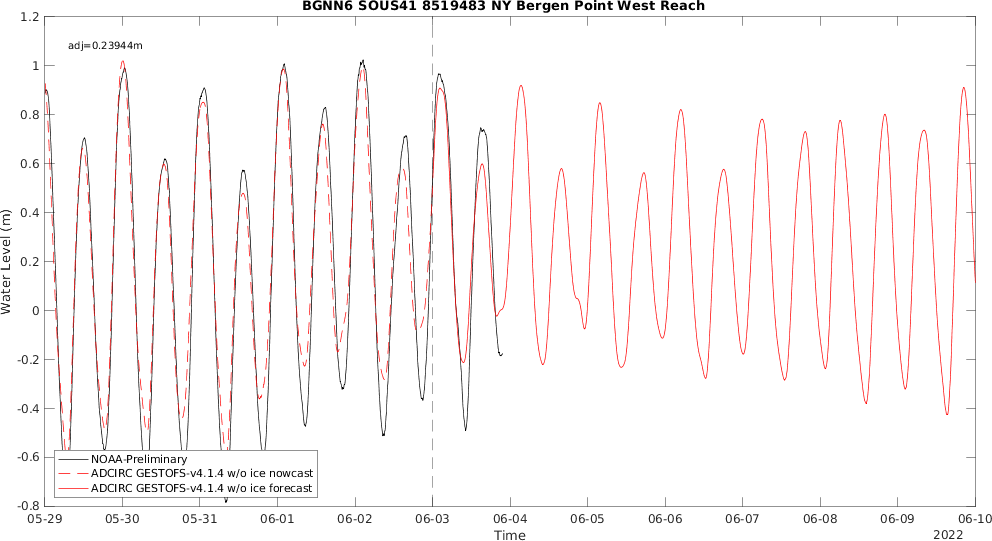 BGNN6 SOUS41 8519483 NY Bergen Point West Reach
adj=0.23944m
Water Level (m)
1.2
1
0.8
0.6
0.4
0.2
0
-0.2
-0.4
-0.6
-0.8
NOAA-Preliminary
ADCIRC GESTOFS-v4.1.4 w/o ice nowcast
ADCIRC GESTOFS-v4.1.4 w/o ice forecast
05-29 05-30 05-31 06-01 06-02 06-03 06-04 06-05 06-06 06-07 06-08 06-09 06-10
Time
2022